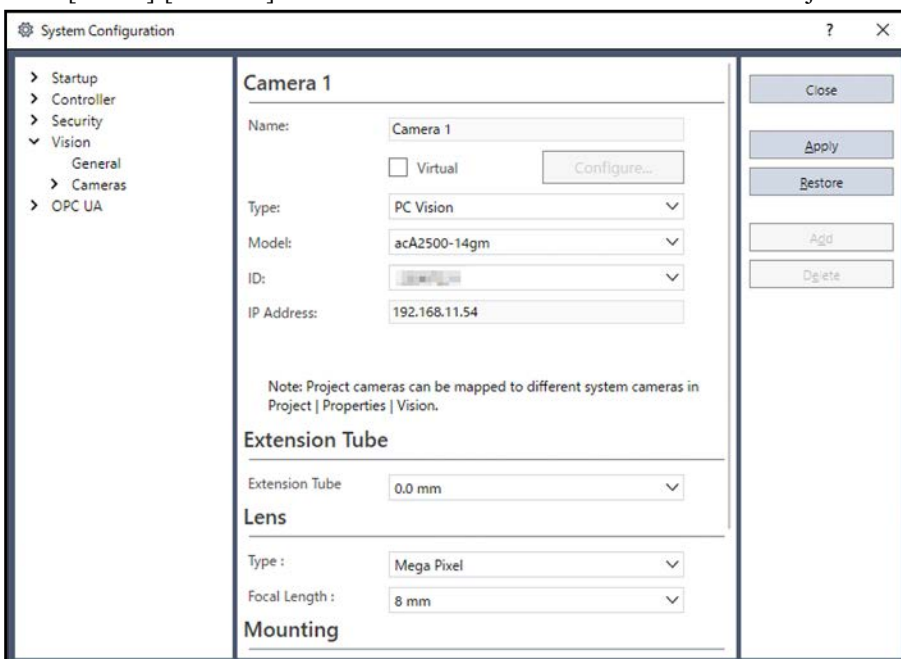 System Configuration
?
Startup
Controller
Security
Vision
General
Cameras
OPC UA
Camera 1
Name: Camera 1
Virtual Configure...
Type: PC Vision
Model: acA2500-14gm
ID:
IP Address: 192.168.11.54
Note: Project cameras can be mapped to different system cameras in
Project | Properties | Vision.
Extension Tube
Extension Tube 0.0 mm
Lens
Type : Mega Pixel
Focal Length : 8 mm
Mounting
Close
Apply
Restore
Add
Delete